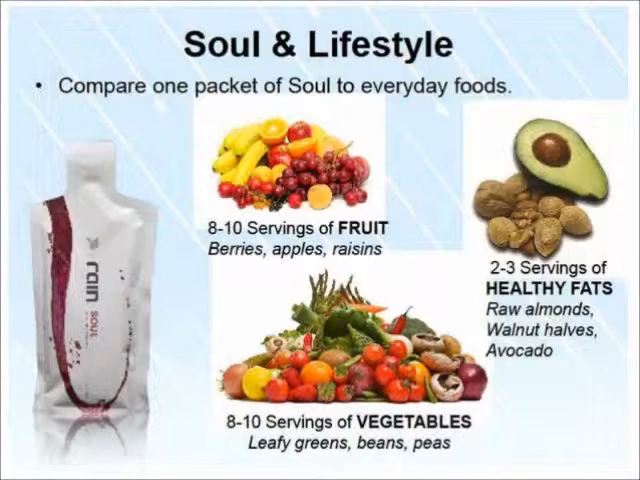 Soul & Lifestyle
• Compare one packet of Soul to everyday foods.
8-10 Servings of FRUIT
Berries, apples, raisins
2-3 Servings of
HEALTHY FATS
Raw almonds,
Walnut halves,
Avocado
rain
SOUL
8-10 Servings of VEGETABLES
Leafy greens, beans, peas